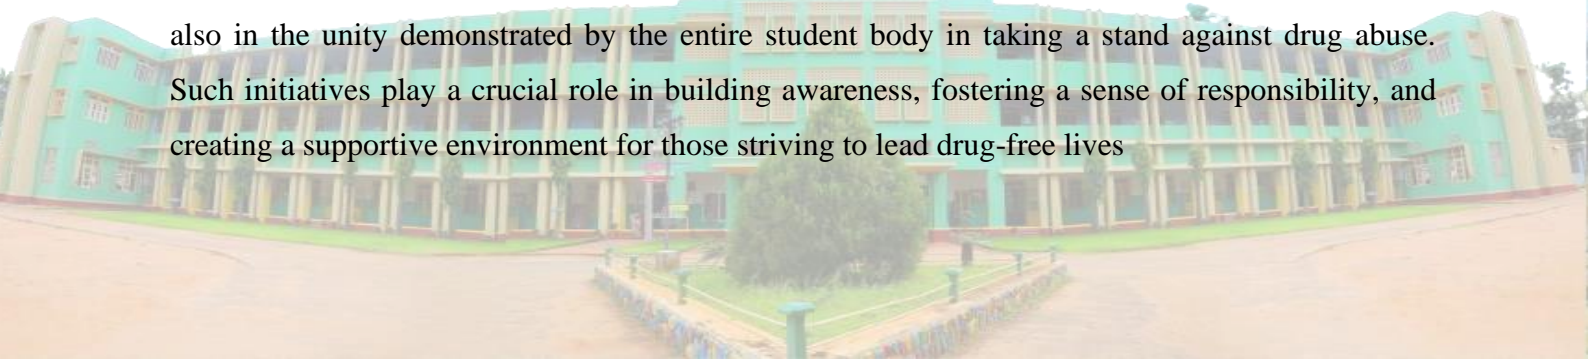 also in the unity demonstrated by the entire student body in taking a stand against drug abuse.
Such initiatives play a crucial role in building awareness, fostering a sense of responsibility, and
creating a supportive environment for those striving to lead drug-free lives